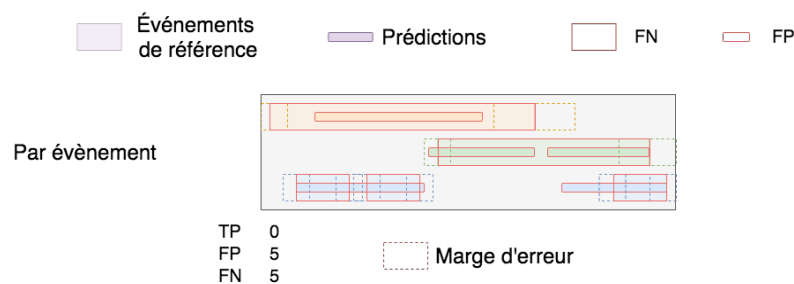 Événements
de référence
Prédictions
FN
FP
Par évènement
TP 0
FP 5
FN 5
Marge d'erreur